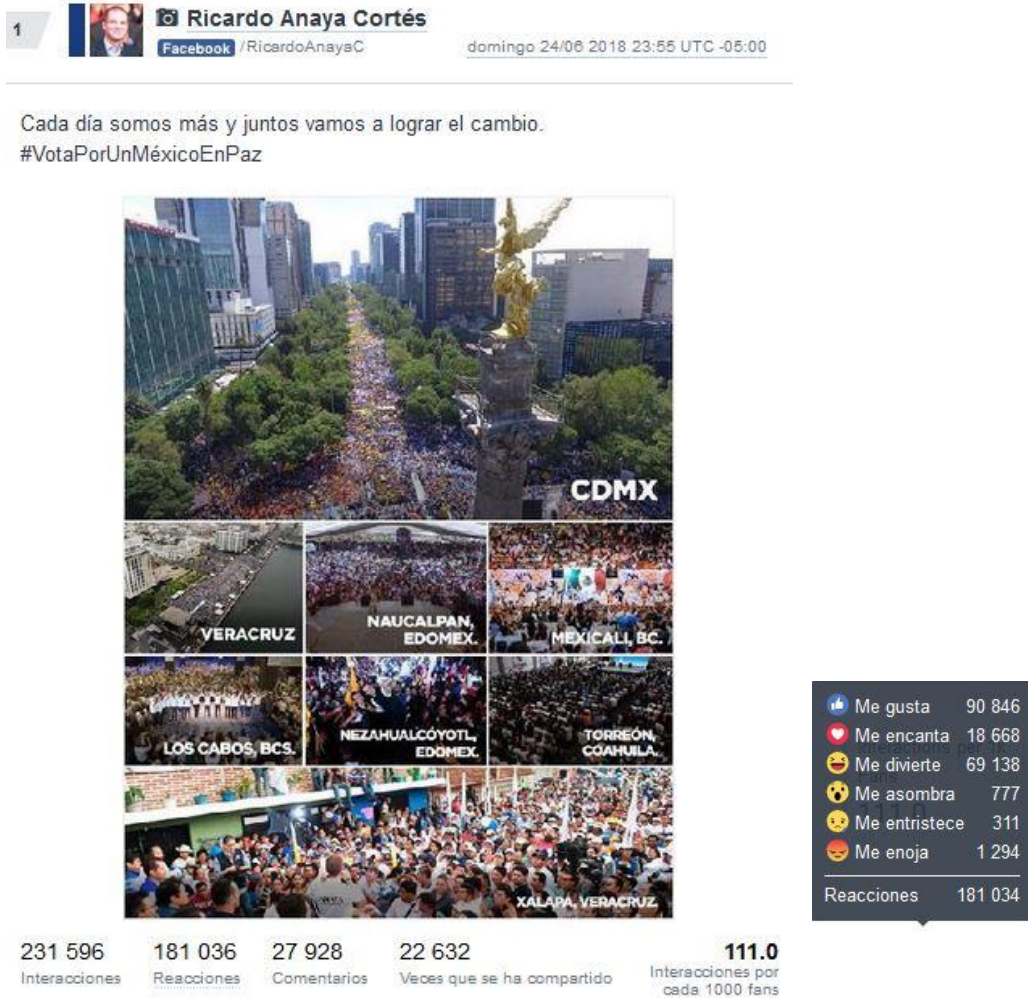 1
Ricardo Anaya Cortés
Facebook /RicardoAnayaC domingo 24/06 2018 23:55 UTC -05:00
Cada día somos más y juntos vamos a lograr el cambio.
#VotaPorUnMéxicoEnPaz
CDMX
VERACRUZ
NAUCALPAN,
EDOMEX.
MEXICALI, BC.
LOS CABOS, BCS.
NEZAHUALCÓYOTL,
EDOMEX.
TORREÓN,
COAHUILA.
XALAPA, VERACRUZ
231 596 181 036 27 928 22 632 111.0
Interacciones Reacciones Comentarios Veces que se ha compartido Interacciones por
cada 1000 fans
Me gusta 90 846
Me encanta 18 668
Me divierte 69 138
Me asombra 777
Me entristece 311
Me enoja 1 294
Reacciones 181 034